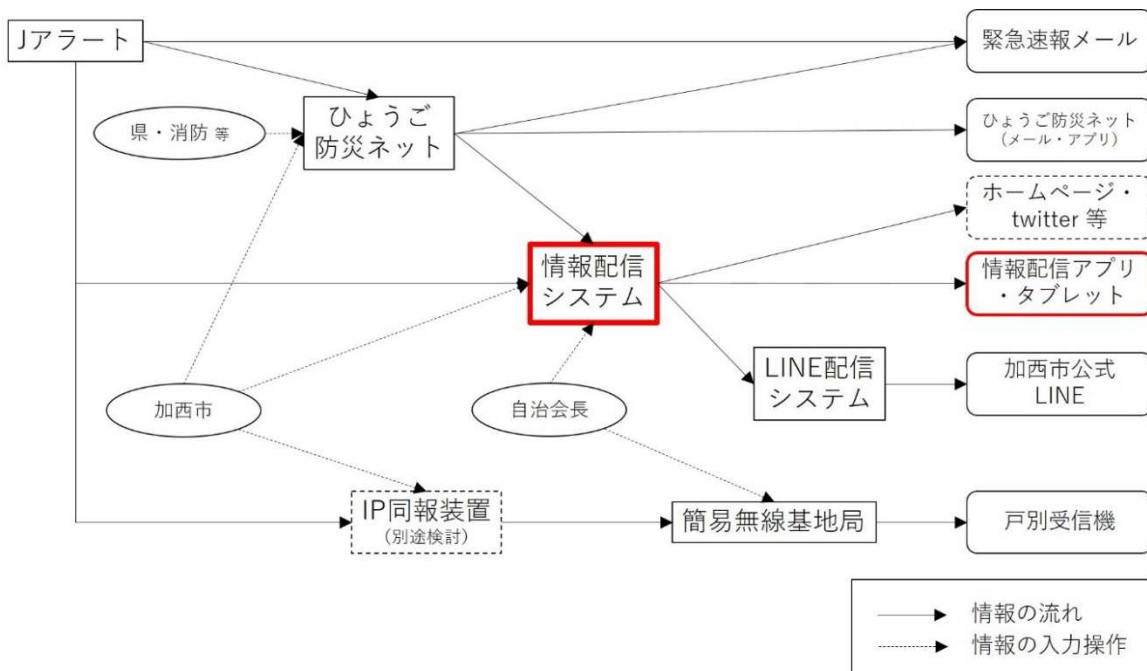 Jアラート
緊急速報メール
県・消防 等
ひょうご
防災ネット
ひょうご防災ネット
(メール・アプリ)
ホームページ・
twitter 等
情報配信
システム
情報配信アプリ
・タブレット
加西市
自治会長
LINE配信
システム
加西市公式
LINE
IP同報装置
(別途検討)
簡易無線基地局
戸別受信機
情報の流れ
情報の入力操作